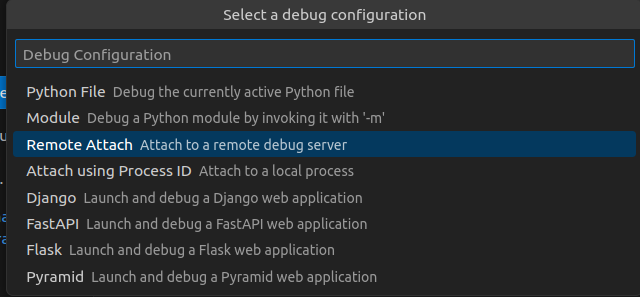 Select a debug configuration
Debug Configuration
Python File Debug the currently active Python file
Module Debug a Python module by invoking it with '-m'
Remote Attach Attach to a remote debug server
Attach using Process ID Attach to a local process
Django Launch and debug a Django web application
FastAPI Launch and debug a FastAPI web application
Flask Launch and debug a Flask web application
Pyramid Launch and debug a Pyramid web application